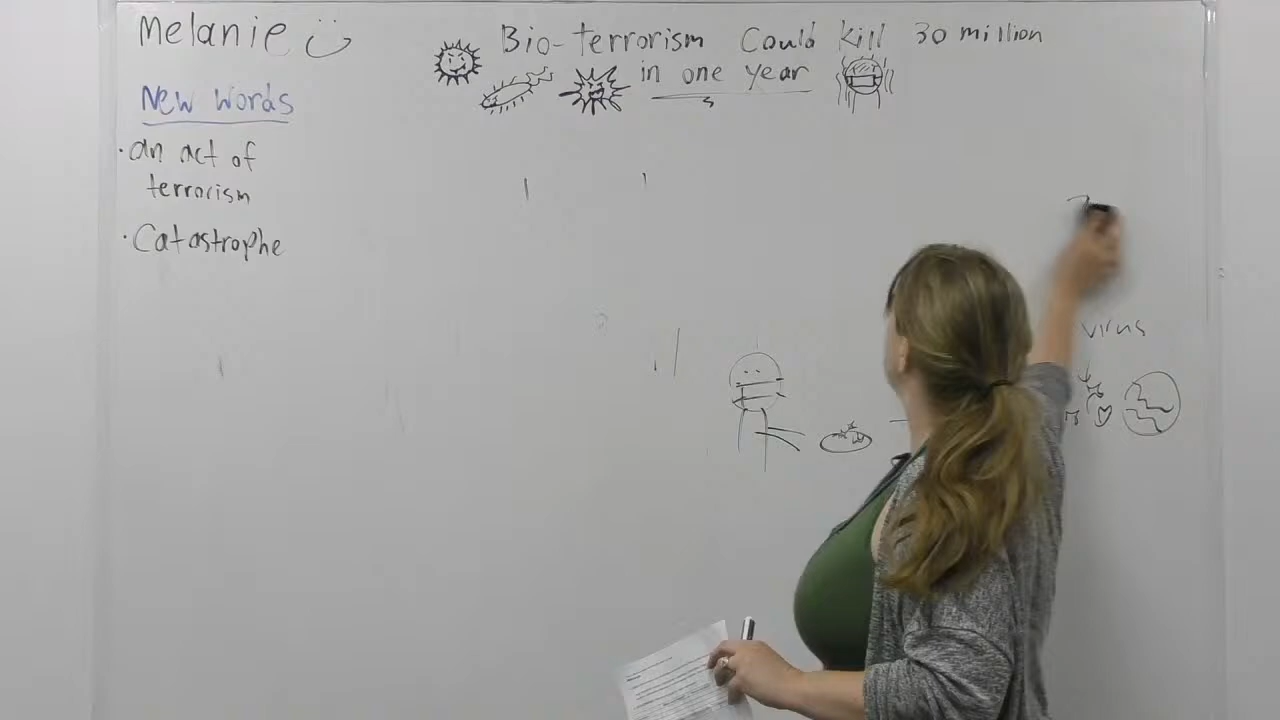 Melanie
Bio-terrorism Could kill 30 million
in one year
New words
• an act of
terrorism
• Catastrophe
virus